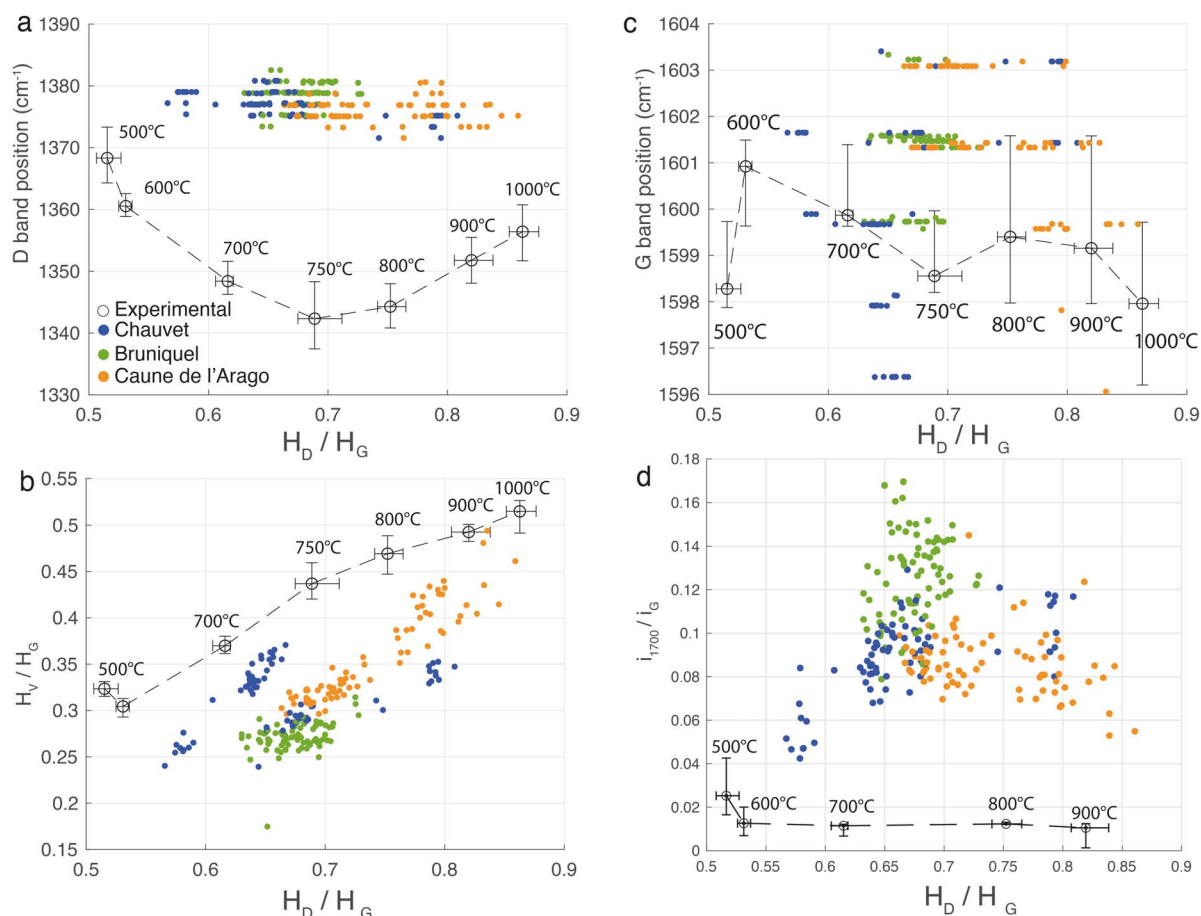 a
1390
1380
1370
1360
1350
1340
1330
D band position (cm⁻¹)
500°C
600°C
700°C
750°C
800°C
900°C
1000°C
Experimental
Chauvet
Bruniquel
Caune de l'Arago
0.5
0.6
0.7
0.8
0.9
H_D / H_G
c
1604
1603
1602
1601
1600
1599
1598
1597
1596
G band position (cm⁻¹)
600°C
500°C
700°C
750°C
800°C
900°C
1000°C
0.5
0.6
0.7
0.8
0.9
H_D / H_G
b
0.55
0.5
0.45
0.4
0.35
0.3
0.25
0.2
0.15
H_V / H_G
500°C
700°C
750°C
800°C
900°C
1000°C
0.5
0.6
0.7
0.8
0.9
H_D / H_G
d
0.18
0.16
0.14
0.12
0.1
0.08
0.06
0.04
0.02
0
i_1700 / i_G
500°C
600°C
700°C
800°C
900°C
0.5
0.55
0.6
0.65
0.7
0.75
0.8
0.85
0.9
H_D / H_G